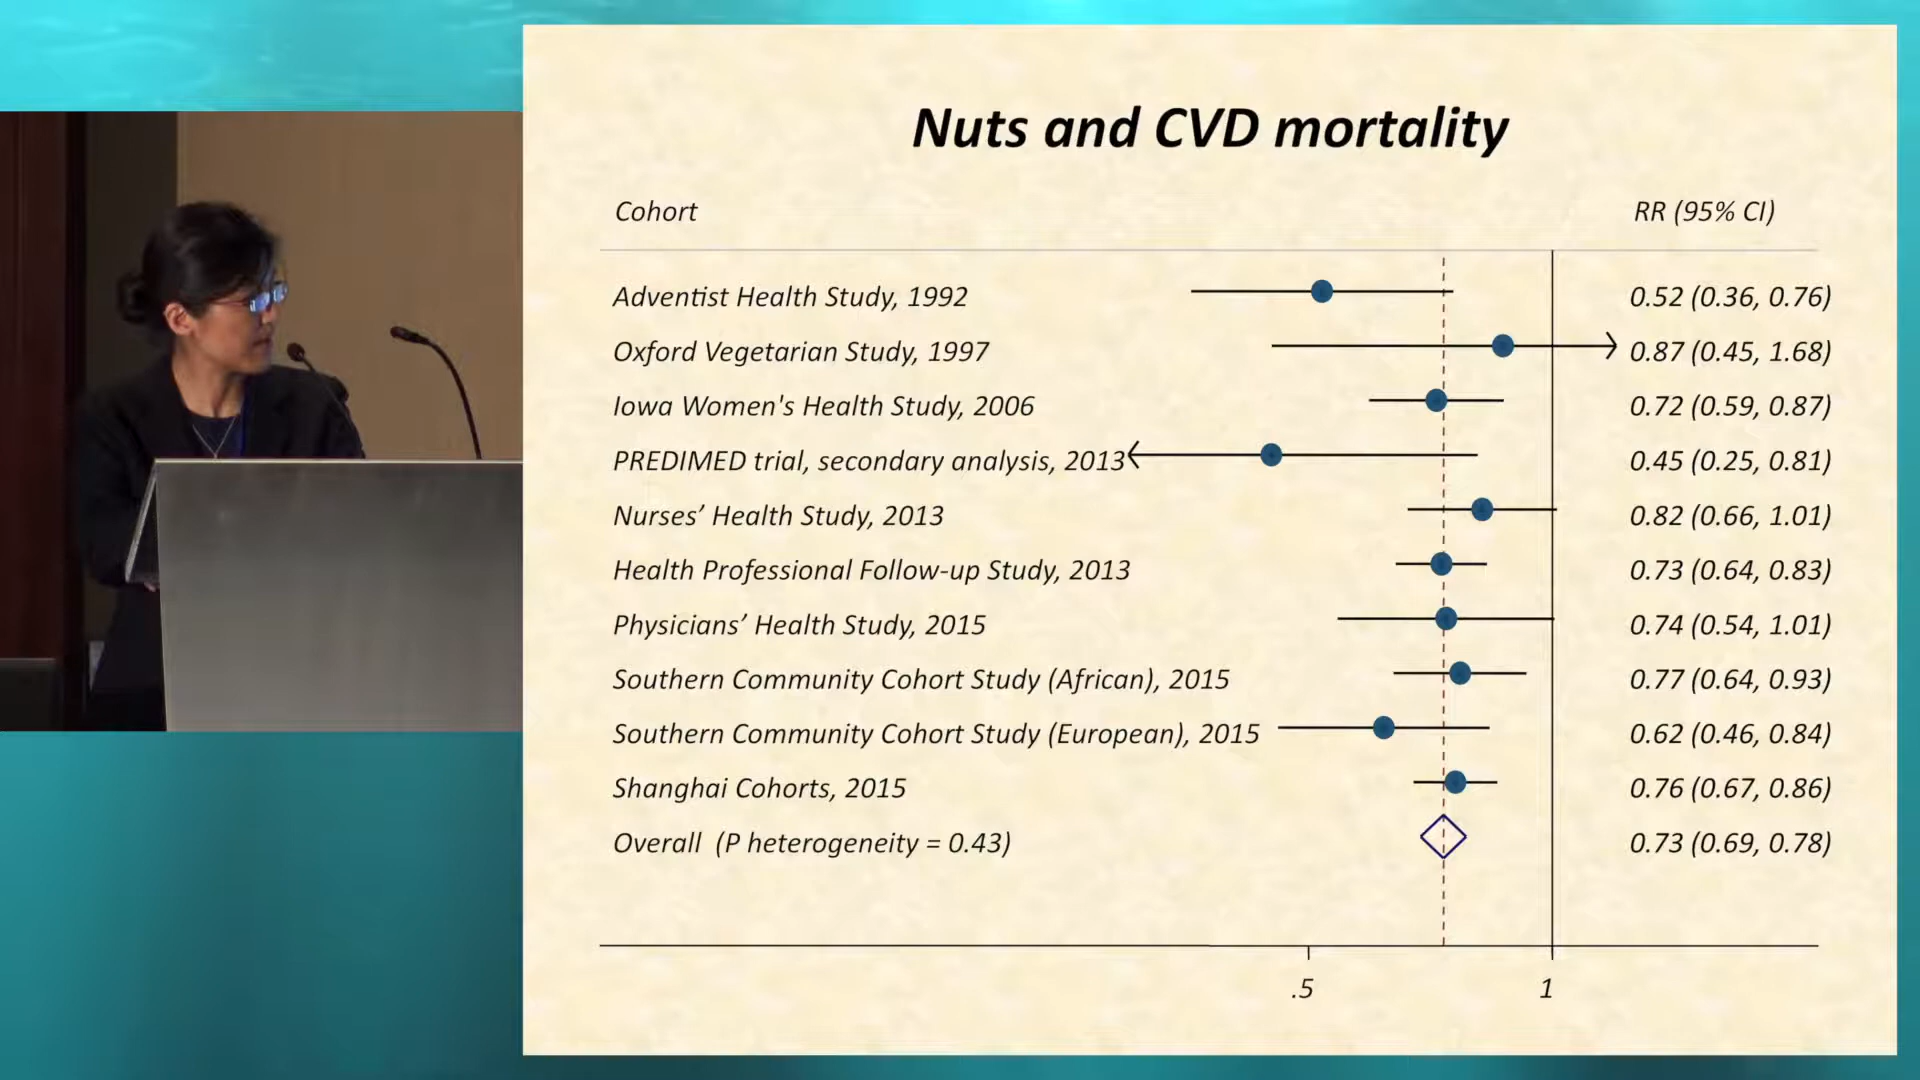 Nuts and CVD mortality
Cohort RR (95% CI)
Adventist Health Study, 1992 0.52 (0.36, 0.76)
Oxford Vegetarian Study, 1997 0.87 (0.45, 1.68)
Iowa Women's Health Study, 2006 0.72 (0.59, 0.87)
PREDIMED trial, secondary analysis, 2013 0.45 (0.25, 0.81)
Nurses’ Health Study, 2013 0.82 (0.66, 1.01)
Health Professional Follow-up Study, 2013 0.73 (0.64, 0.83)
Physicians’ Health Study, 2015 0.74 (0.54, 1.01)
Southern Community Cohort Study (African), 2015 0.77 (0.64, 0.93)
Southern Community Cohort Study (European), 2015 0.62 (0.46, 0.84)
Shanghai Cohorts, 2015 0.76 (0.67, 0.86)
Overall (P heterogeneity = 0.43) 0.73 (0.69, 0.78)
.5 1